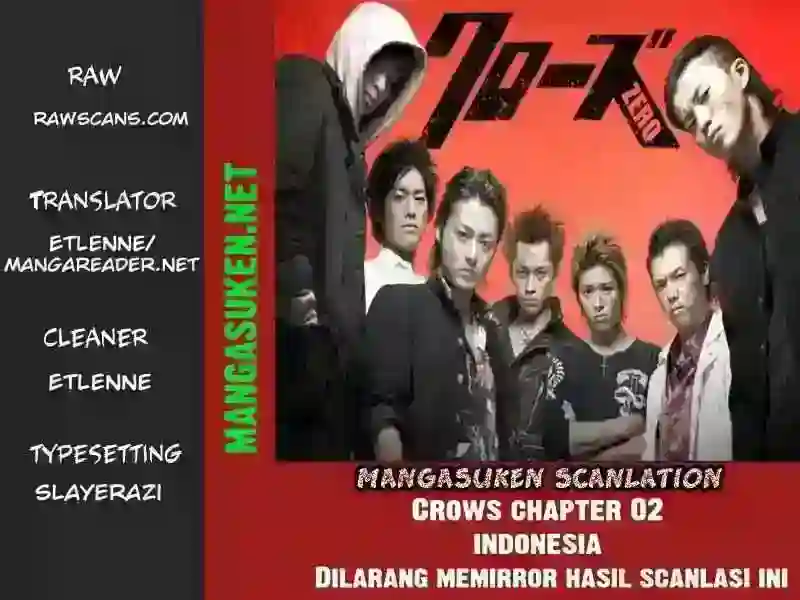 RAW
RAWSCANS.COM
TRANSLATOR
ETLENNE/
MANGAREADER.NET
CLEANER
ETLENNE
TYPESETTING
SLAYERAZI
MANGASUKEN.NET
クローズ
ZERO
MANGASUKEN SCANLATION
CROWS CHAPTER 02
INDONESIA
DILARANG MEMIRROR HASIL SCANLASI INI